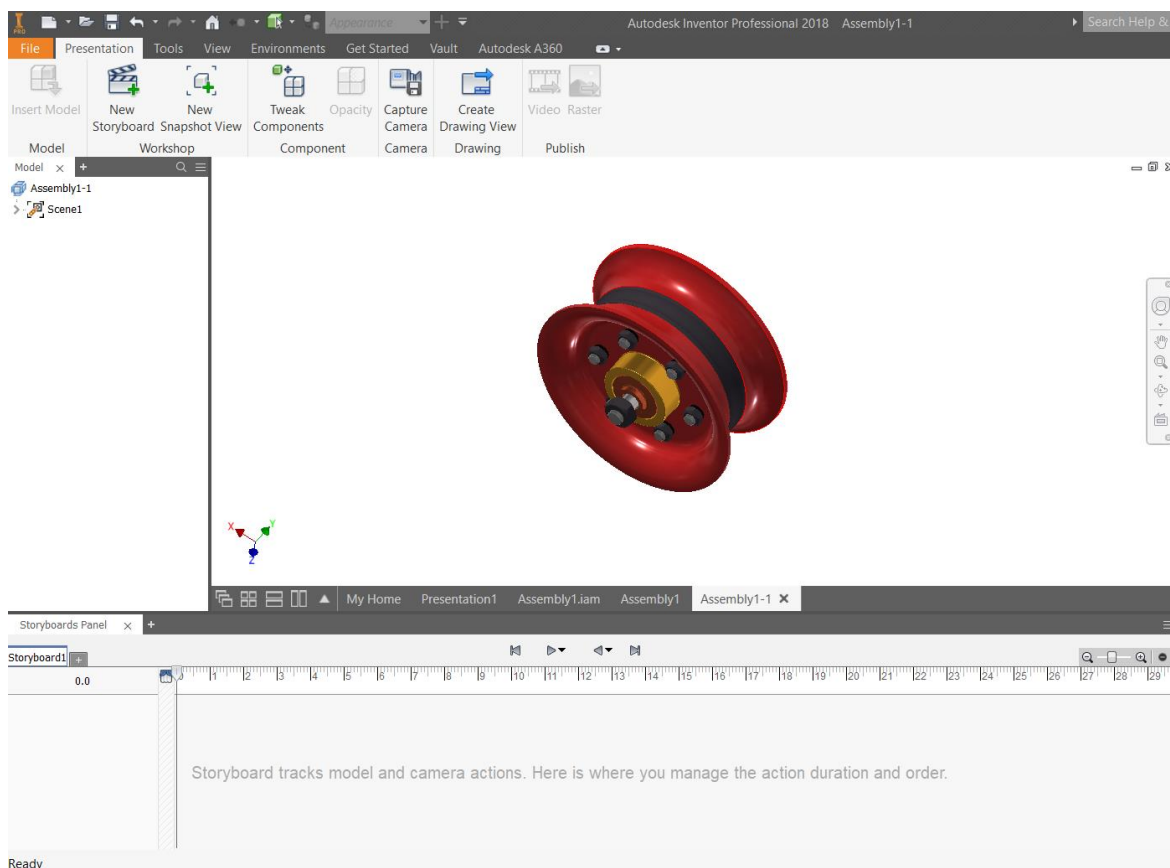 PRO
Appearance
Autodesk Inventor Professional 2018 Assembly1-1
Search Help &
File Presentation Tools View Environments Get Started Vault Autodesk A360
Insert Model
New Storyboard
New Snapshot View
Tweak Components
Opacity
Capture Camera
Create Drawing View
Video Raster
Model Workshop Component Camera Drawing Publish
Model
Assembly1-1
Scene1
X Y
Z
My Home Presentation1 Assembly1.iam Assembly1 Assembly1-1
Storyboards Panel
Storyboard1
0.0
0 1 2 3 4 5 6 7 8 9 10 11 12 13 14 15 16 17 18 19 20 21 22 23 24 25 26 27 28 29
Storyboard tracks model and camera actions. Here is where you manage the action duration and order.
Ready